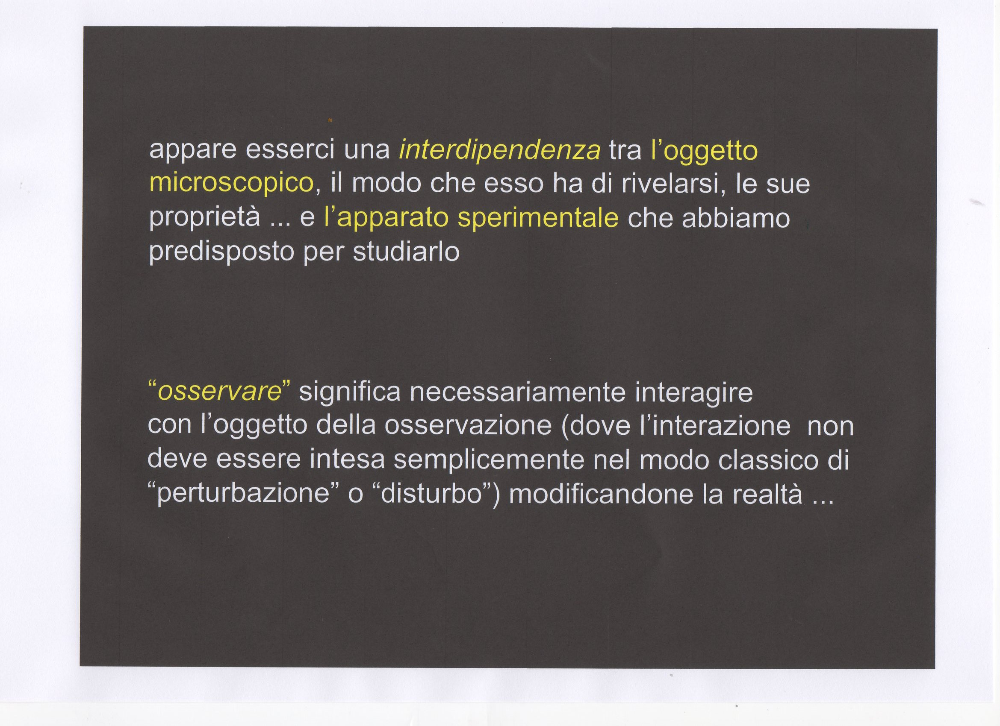 appare esserci una interdipendenza tra l’oggetto
microscopico, il modo che esso ha di rivelarsi, le sue
proprietà ... e l’apparato sperimentale che abbiamo
predisposto per studiarlo
“osservare” significa necessariamente interagire
con l’oggetto della osservazione (dove l’interazione  non
deve essere intesa semplicemente nel modo classico di
“perturbazione” o “disturbo”) modificandone la realtà ...